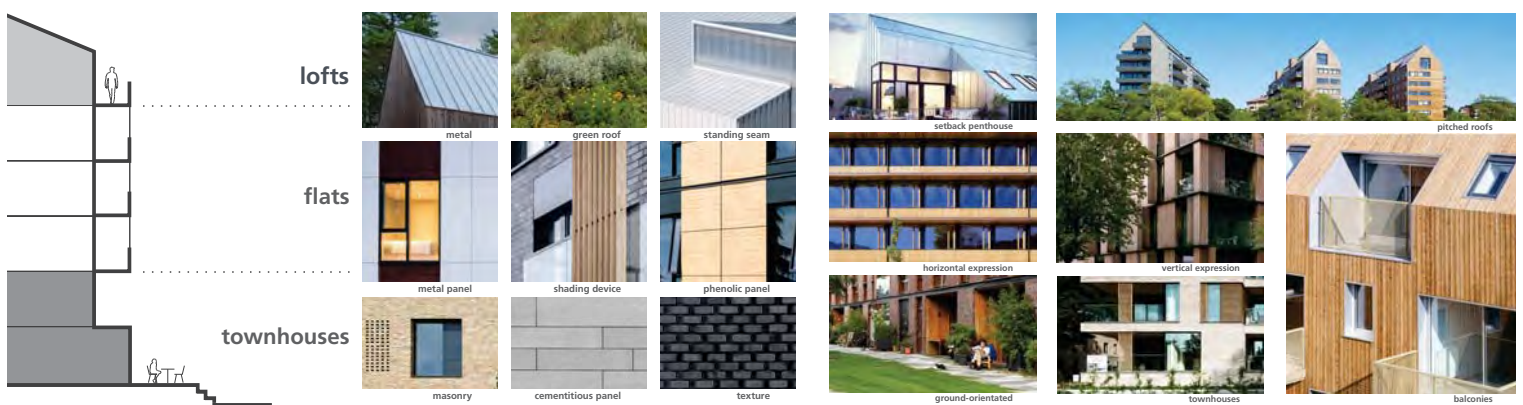 lofts
flats
townhouses
metal
green roof
standing seam
metal panel
shading device
phenolic panel
masonry
cementitious panel
texture
setback penthouse
pitched roofs
horizontal expression
vertical expression
ground-orientated
townhouses
balconies